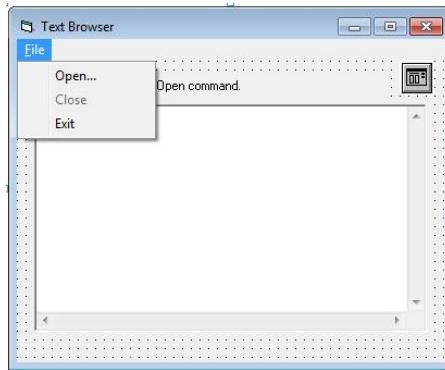 Text Browser
File
Open...
Open command.
Close
Exit